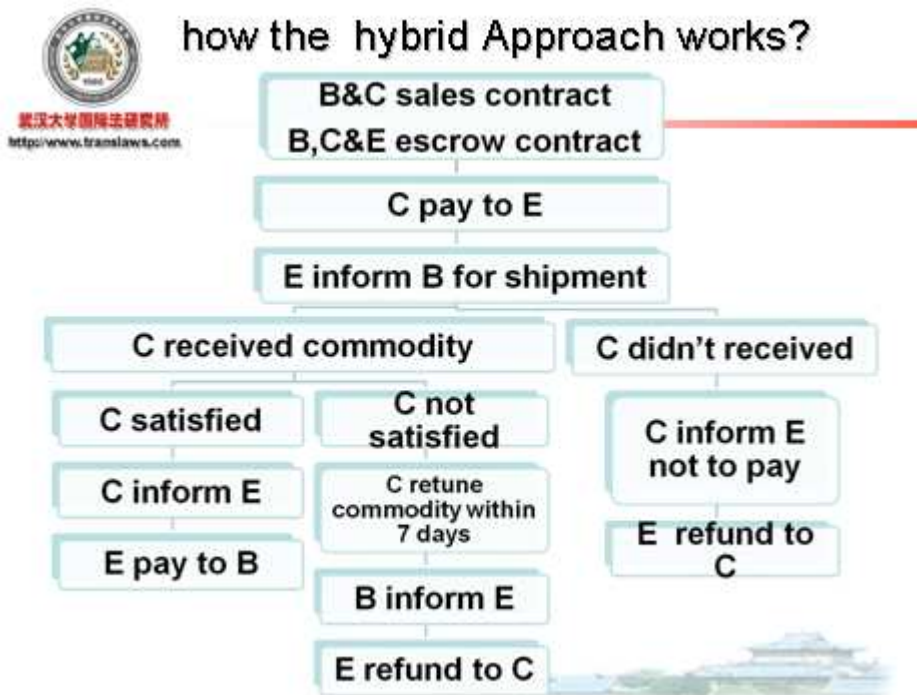 how the hybrid Approach works?
武汉大学国际法研究所
http://www.translaws.com
B&C sales contract
B,C&E escrow contract
C pay to E
E inform B for shipment
C received commodity
C didn't received
C satisfied
C not
satisfied
C inform E
not to pay
C inform E
C retune
commodity within
7 days
E refund to
C
E pay to B
B inform E
E refund to C